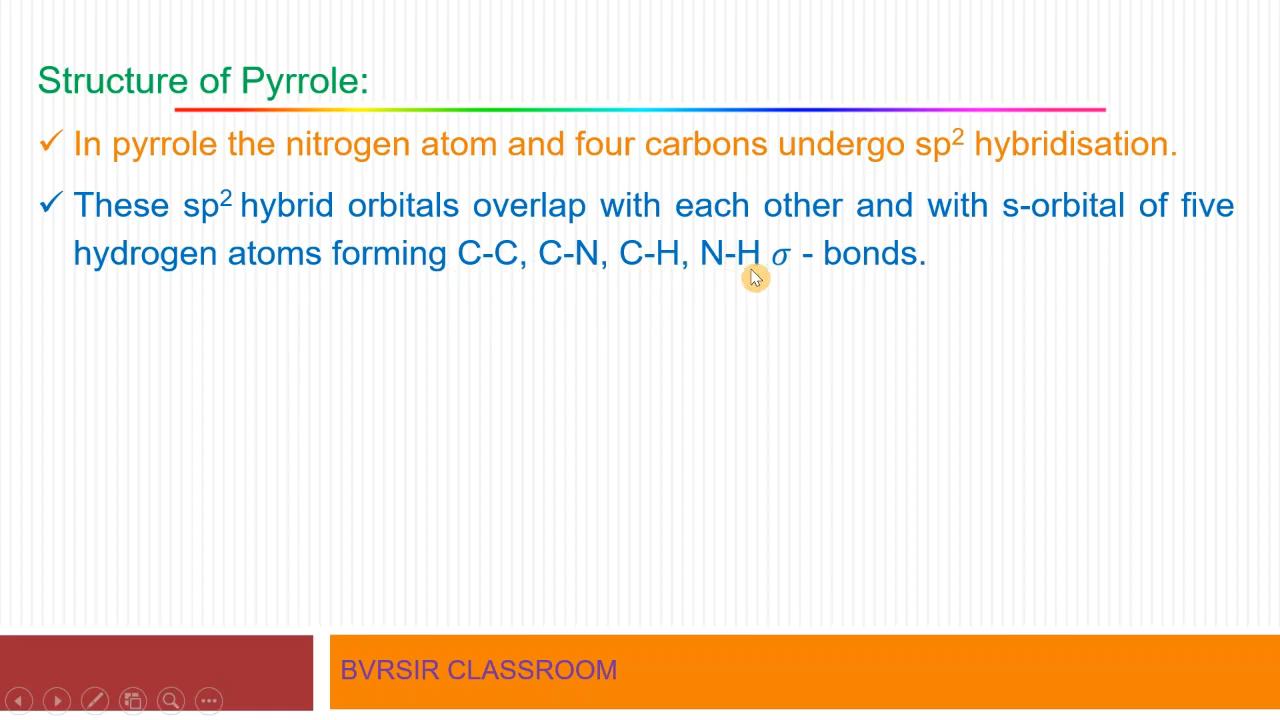 Structure of Pyrrole:
✓ In pyrrole the nitrogen atom and four carbons undergo sp² hybridisation.
✓ These sp² hybrid orbitals overlap with each other and with s-orbital of five
hydrogen atoms forming C-C, C-N, C-H, N-H σ - bonds.
BVRSIR CLASSROOM